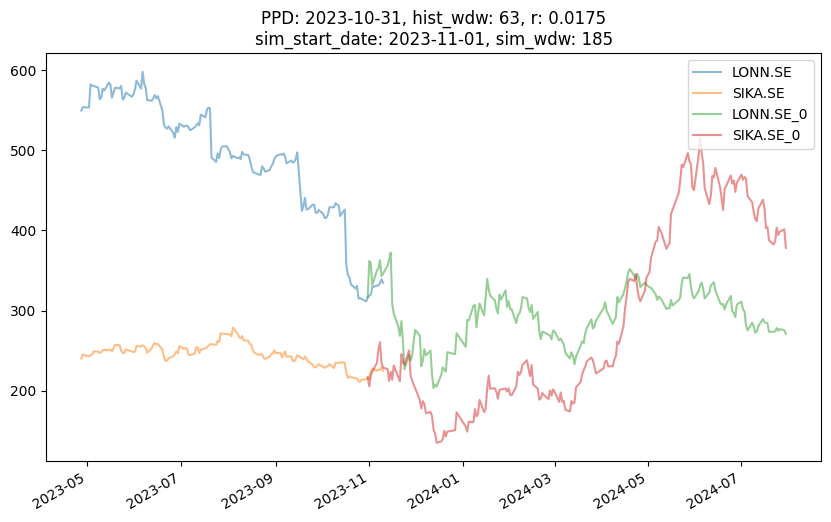 PPD: 2023-10-31, hist_wdw: 63, r: 0.0175
sim_start_date: 2023-11-01, sim_wdw: 185
LONN.SE
SIKA.SE
LONN.SE_0
SIKA.SE_0
600
500
400
300
200
2023-05
2023-07
2023-09
2023-11
2024-01
2024-03
2024-05
2024-07